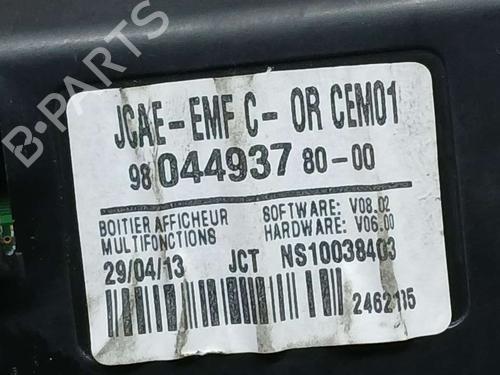 B-PARTS
JCAE-EMF C- OR CEM01
98 044937 80-00
BOITIER AFFICHEUR
MULTIFONCTIONS
SOFTWARE: V08.02
HARDWARE: V06.00
29/04/13 JCT NS10038403
2462185